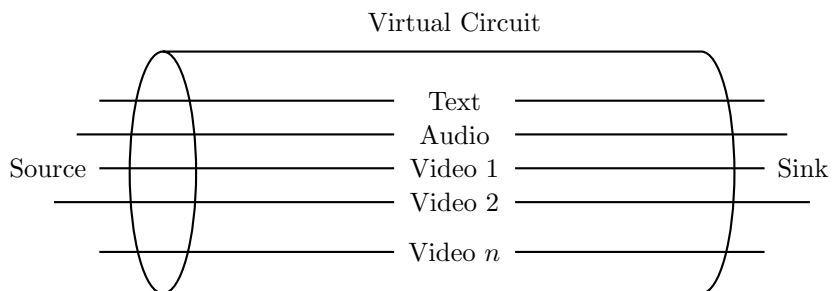 Virtual Circuit
Text
Audio
Source
Video 1
Sink
Video 2
Video n